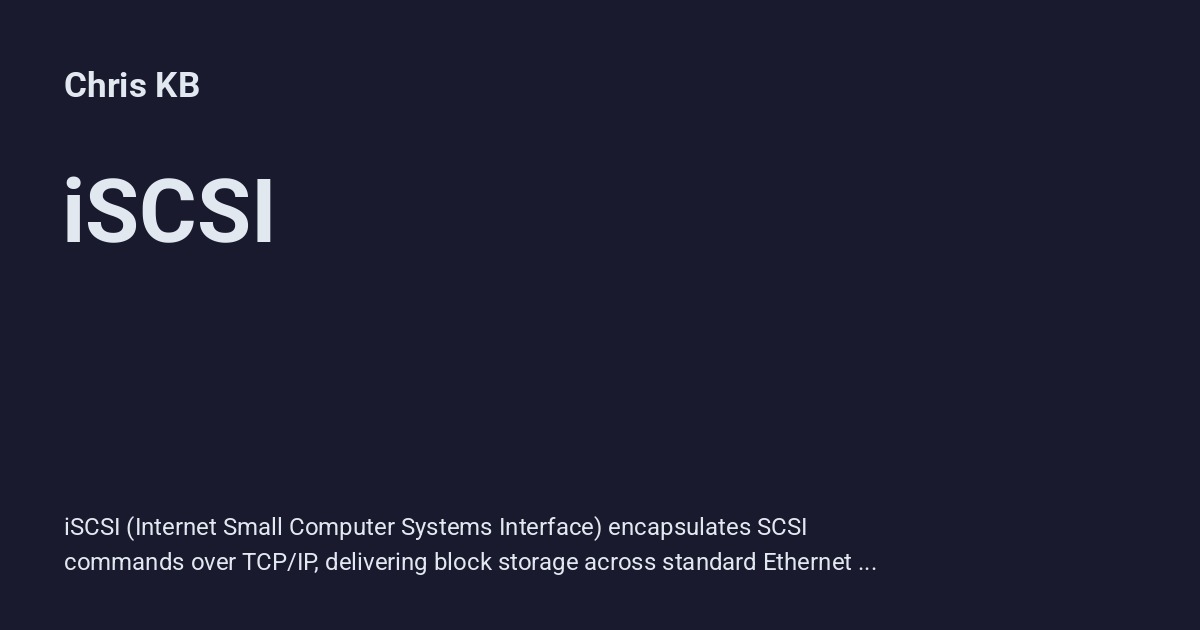 Chris KB
iSCSI
iSCSI (Internet Small Computer Systems Interface) encapsulates SCSI
commands over TCP/IP, delivering block storage across standard Ethernet ...